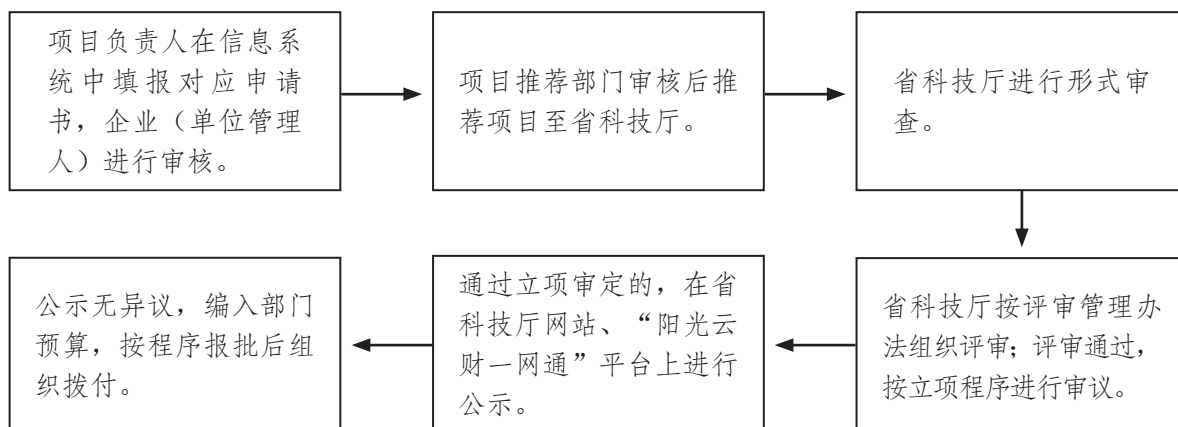 项目负责人在信息系
统中填报对应申请
书，企业（单位管理
人）进行审核。
项目推荐部门审核后推
荐项目至省科技厅。
省科技厅进行形式审
查。
省科技厅按评审管理办
法组织评审；评审通过，
按立项程序进行审议。
通过立项审定的，在省
科技厅网站、“阳光云
财一网通”平台上进行
公示。
公示无异议，编入部门
预算，按程序报批后组
织拨付。